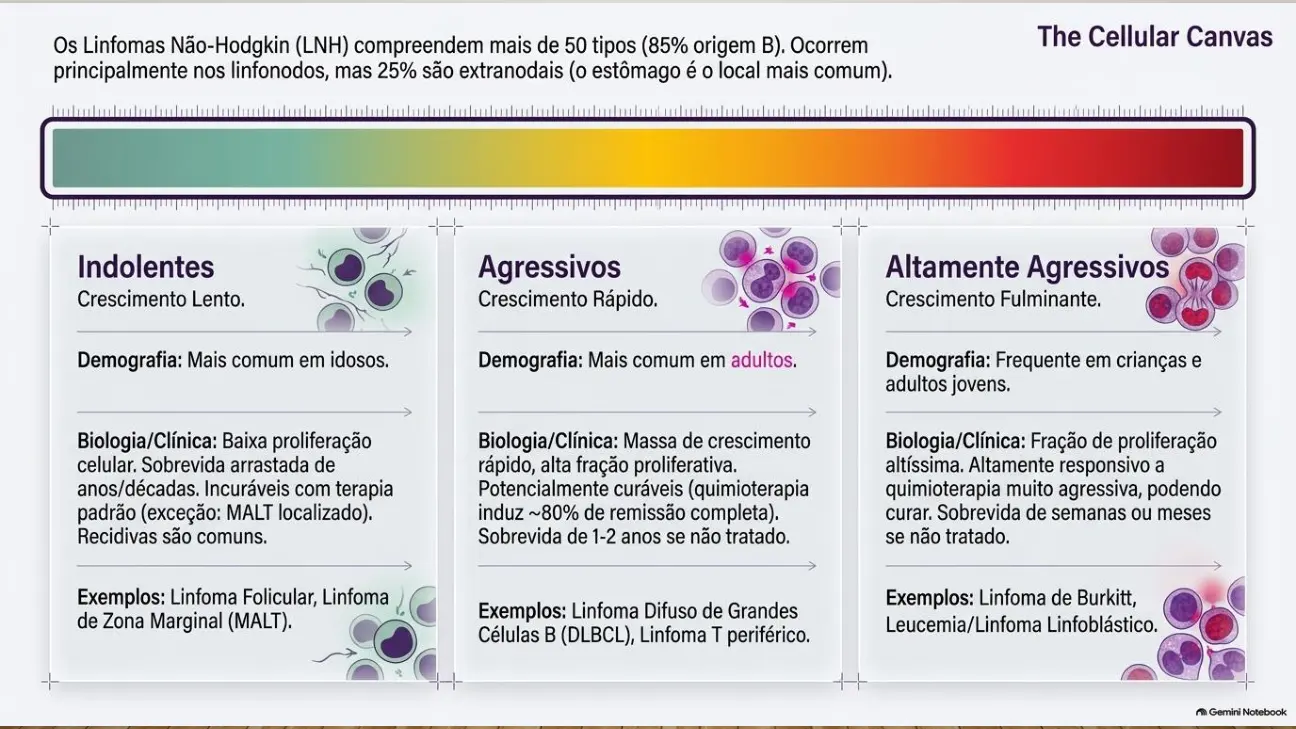 Os Linfomas Não-Hodgkin (LNH) compreendem mais de 50 tipos (85% origem B). Ocorrem
principalmente nos linfonodos, mas 25% são extranodais (o estômago é o local mais comum).
The Cellular Canvas
Indolentes
Crescimento Lento.
Demografia: Mais comum em idosos.
Biologia/Clínica: Baixa proliferação
celular. Sobrevida arrastada de
anos/décadas. Incuráveis com terapia
padrão (exceção: MALT localizado).
Recidivas são comuns.
Exemplos: Linfoma Folicular, Linfoma
de Zona Marginal (MALT).
Agressivos
Crescimento Rápido.
Demografia: Mais comum em adultos.
Biologia/Clínica: Massa de crescimento
rápido, alta fração proliferativa.
Potencialmente curáveis (quimioterapia
induz ~80% de remissão completa).
Sobrevida de 1-2 anos se não tratado.
Exemplos: Linfoma Difuso de Grandes
Células B (DLBCL), Linfoma T periférico.
Altamente Agressivos
Crescimento Fulminante.
Demografia: Frequente em crianças e
adultos jovens.
Biologia/Clínica: Fração de proliferação
altíssima. Altamente responsivo a
quimioterapia muito agressiva, podendo
curar. Sobrevida de semanas ou meses
se não tratado.
Exemplos: Linfoma de Burkitt,
Leucemia/Linfoma Linfoblástico.
Gemini Notebook